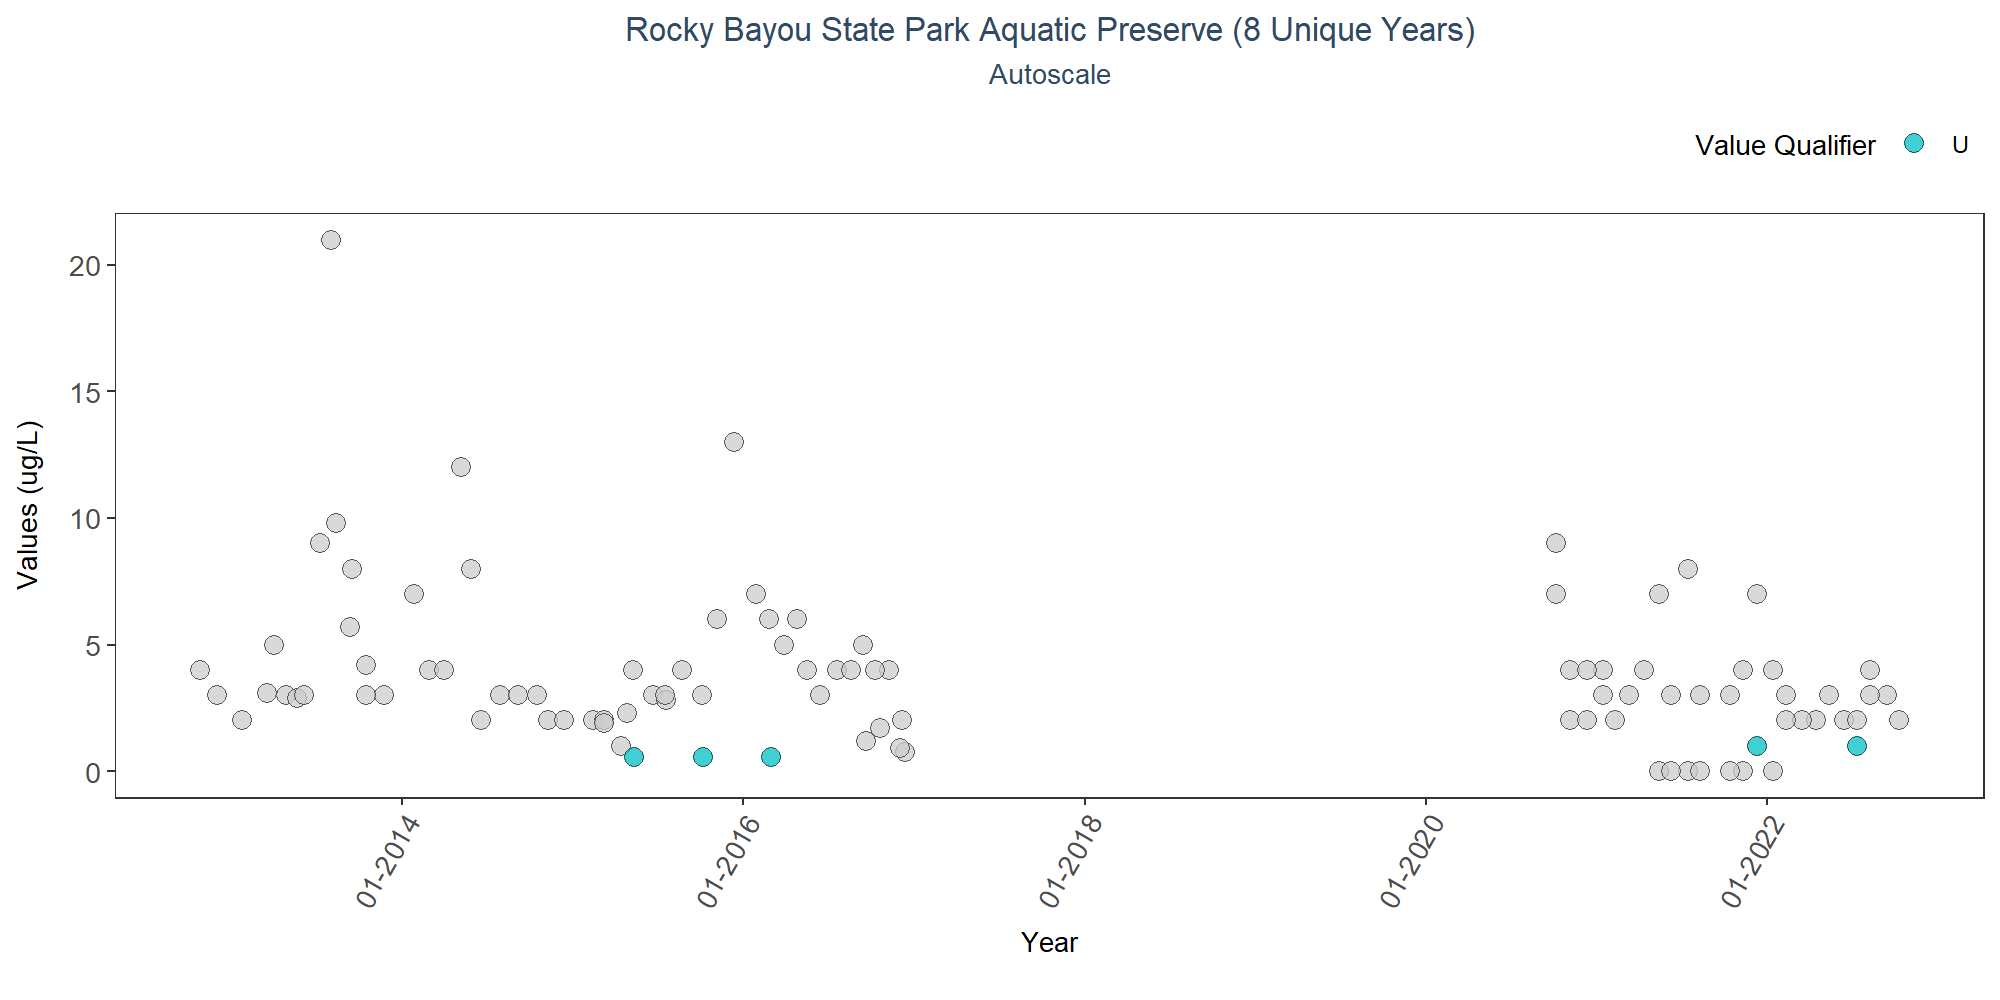 Rocky Bayou State Park Aquatic Preserve (8 Unique Years)
Autoscale
Value Qualifier U
Values (ug/L)
20
15
10
5
0
01-2014
01-2016
01-2018
01-2020
01-2022
Year